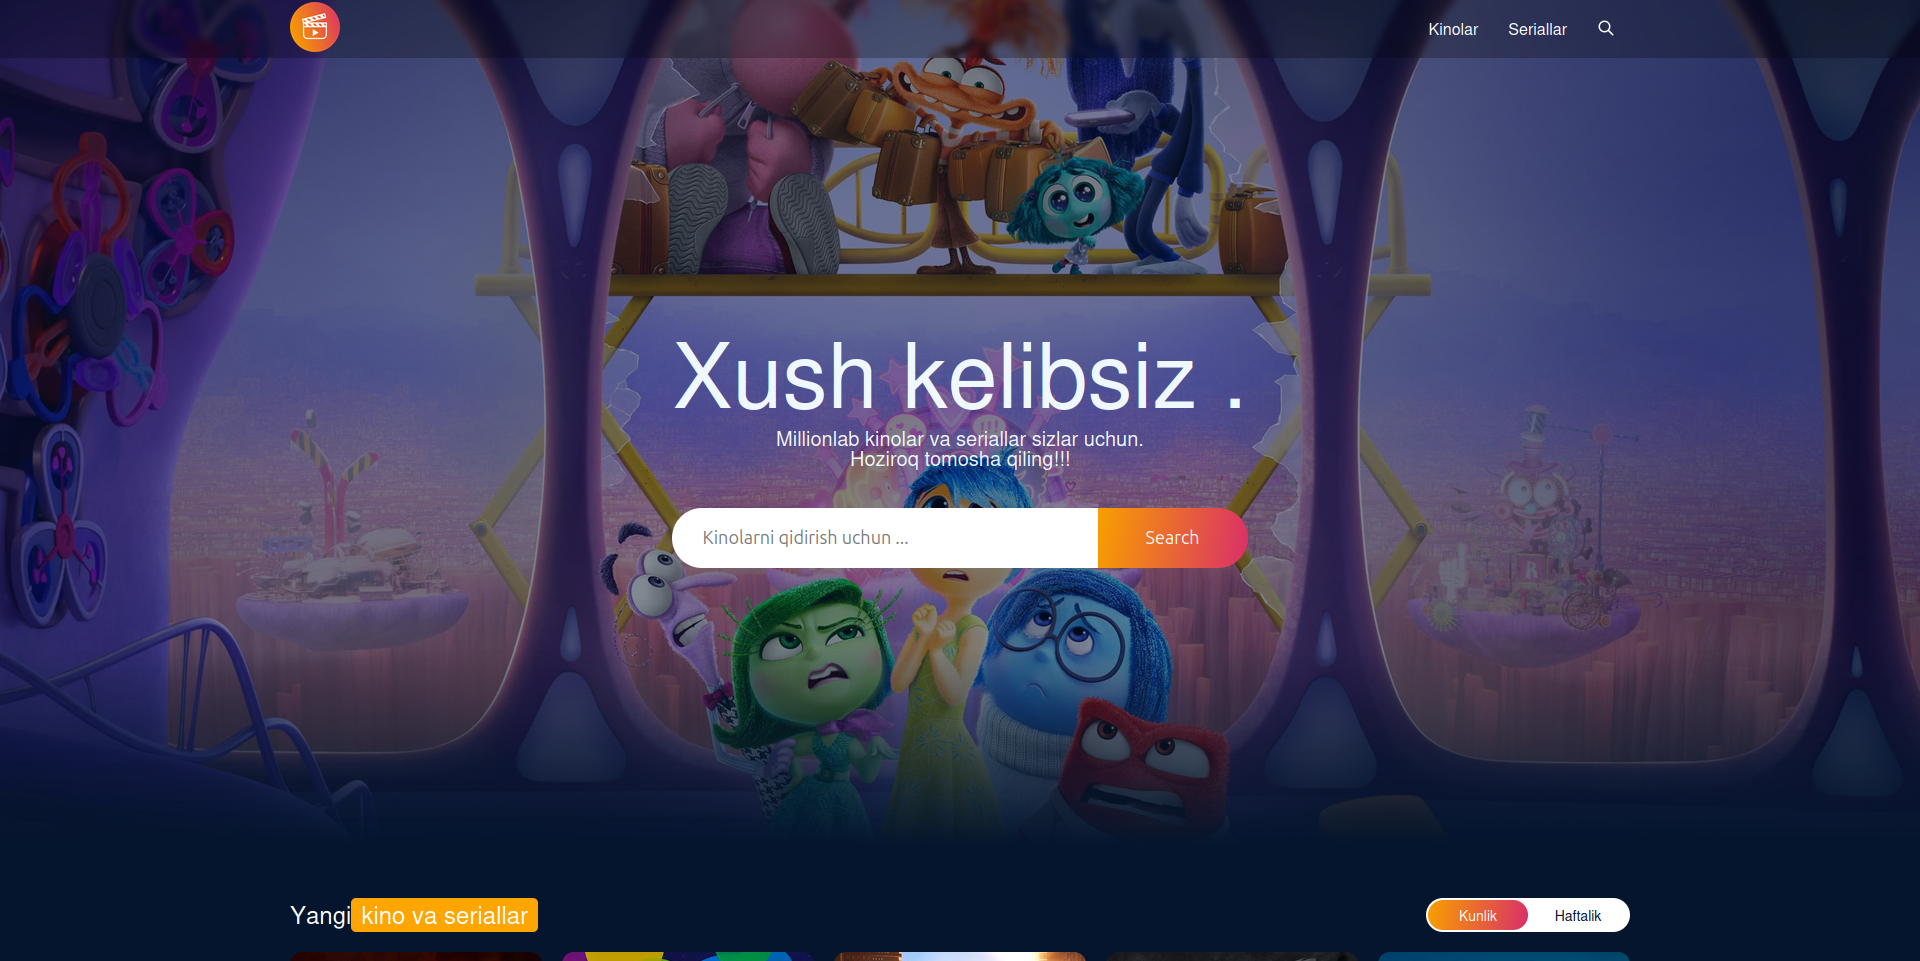 Kinolar
Seriallar
Xush kelibsiz .
Millionlab kinolar va seriallar sizlar uchun.
Hoziroq tomosha qiling!!!
Kinolarni qidirish uchun ...
Search
Yangi kino va seriallar
Kunlik
Haftalik